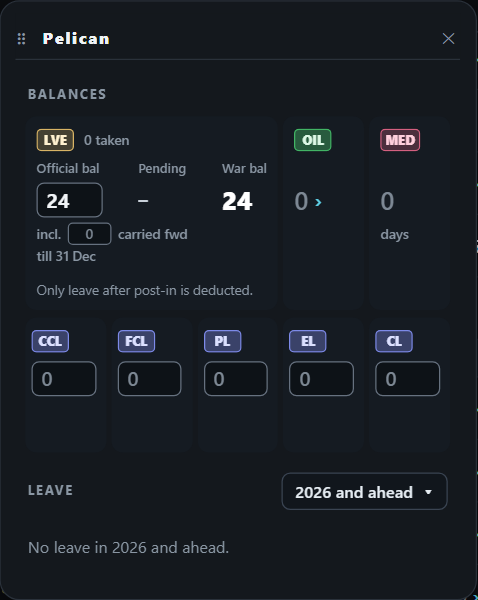 Pelican
BALANCES
LVE 0 taken
OIL
MED
Official bal Pending War bal
24 – 24
0 ›
0
incl. 0 carried fwd
days
till 31 Dec
Only leave after post-in is deducted.
CCL FCL PL EL CL
0 0 0 0 0
LEAVE 2026 and ahead
No leave in 2026 and ahead.